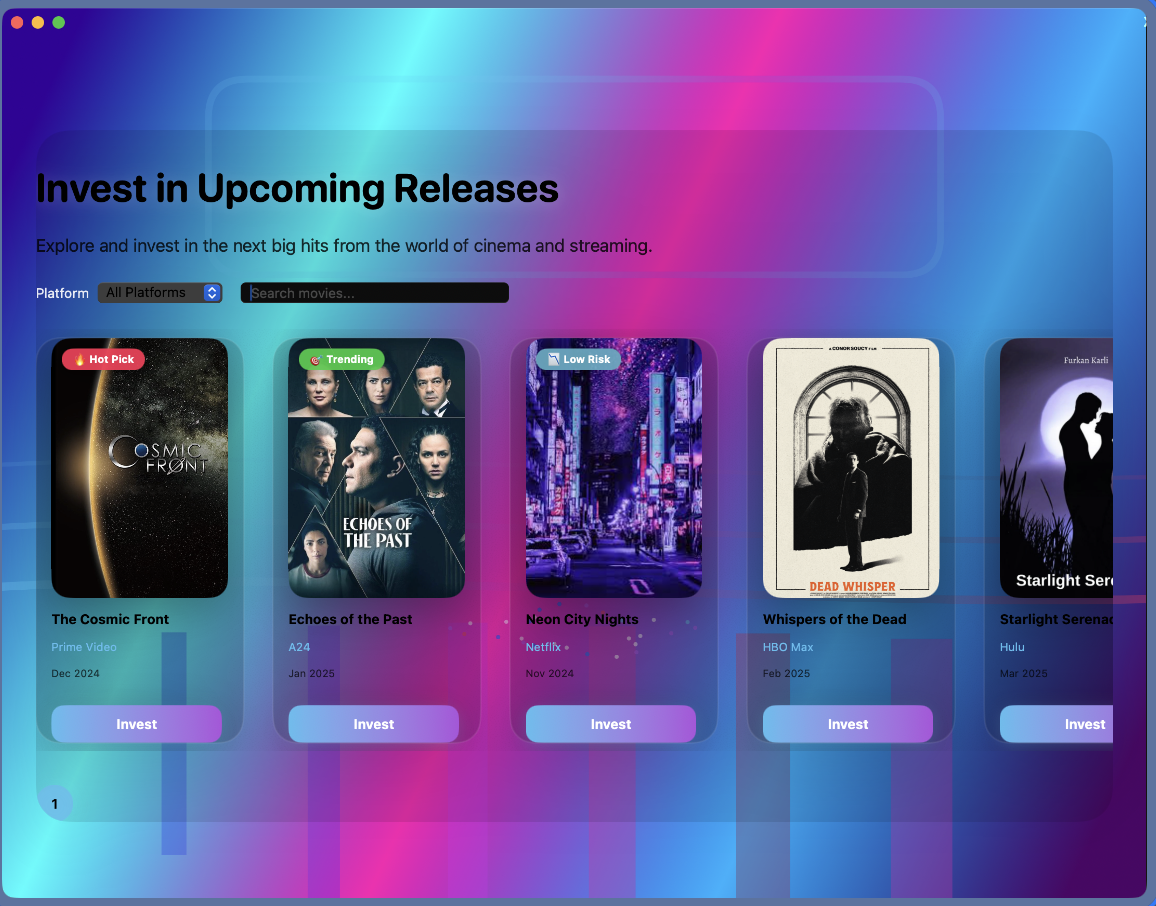 Invest in Upcoming Releases
Explore and invest in the next big hits from the world of cinema and streaming.
Platform All Platforms Search movies...
🔥 Hot Pick
COSMIC
FRØNT
The Cosmic Front
Prime Video
Dec 2024
Invest
🎯 Trending
ECHOES OF
THE PAST
Echoes of the Past
A24
Jan 2025
Invest
📉 Low Risk
Neon City Nights
Netflix
Nov 2024
Invest
A CONOR SOUCY FILM
DEAD WHISPER
Whispers of the Dead
HBO Max
Feb 2025
Invest
Furkan Karli
Starlight Sere
Starlight Serenad
Hulu
Mar 2025
Invest
1